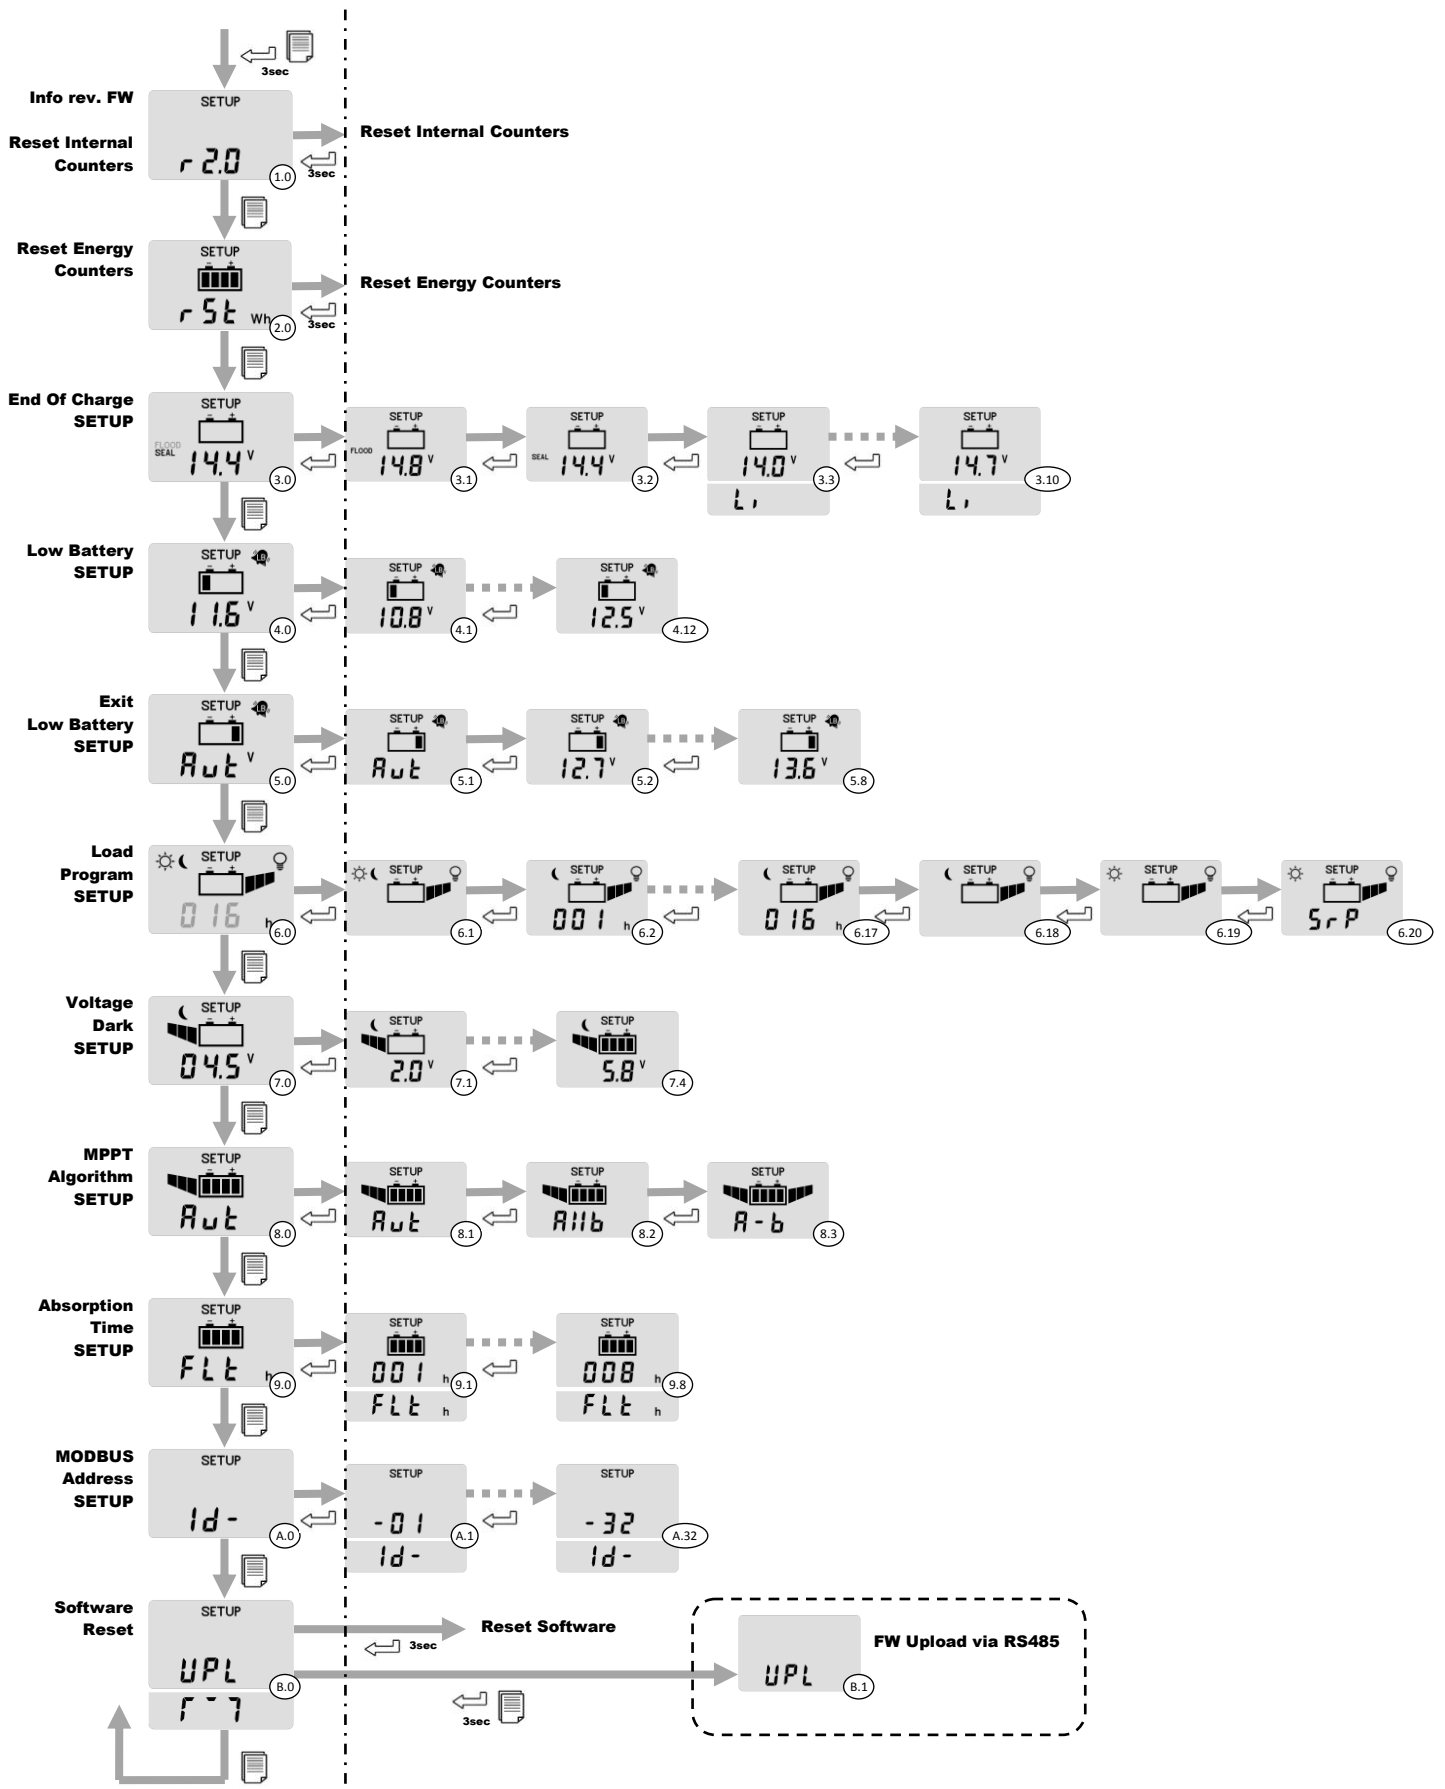 3sec
Info rev. FW
SETUP
Reset Internal
Counters
r 2.0
1.0
3sec
Reset Internal Counters
Reset Energy
Counters
SETUP
rSt Wh
2.0
3sec
Reset Energy Counters
End Of Charge
SETUP
SETUP
FLOOD
SEAL
14.4 V
3.0
SETUP
FLOOD
14.8 V
3.1
SETUP
SEAL
14.4 V
3.2
SETUP
14.0 V
3.3
Li
SETUP
14.7 V
3.10
Li
Low Battery
SETUP
SETUP
LB
11.6 V
4.0
SETUP
LB
10.8 V
4.1
SETUP
LB
12.5 V
4.12
Exit
Low Battery
SETUP
SETUP
LB
Aut V
5.0
SETUP
LB
Aut
5.1
SETUP
LB
12.7 V
5.2
SETUP
LB
13.6 V
5.8
Load
Program
SETUP
SETUP
016 h
6.0
SETUP
6.1
SETUP
001 h
6.2
SETUP
016 h
6.17
SETUP
6.18
SETUP
6.19
SETUP
SrP
6.20
Voltage
Dark
SETUP
SETUP
04.5 V
7.0
SETUP
2.0 V
7.1
SETUP
5.8 V
7.4
MPPT
Algorithm
SETUP
SETUP
Aut
8.0
SETUP
Aut
8.1
SETUP
A11b
8.2
SETUP
A-b
8.3
Absorption
Time
SETUP
SETUP
FLt h
9.0
SETUP
001 h
9.1
FLt h
SETUP
008 h
9.8
FLt h
MODBUS
Address
SETUP
SETUP
Id-
A.0
SETUP
-01
A.1
Id-
SETUP
-32
A.32
Id-
Software
Reset
SETUP
UPL
B.0
3sec
Reset Software
3sec
UPL
B.1
FW Upload via RS485